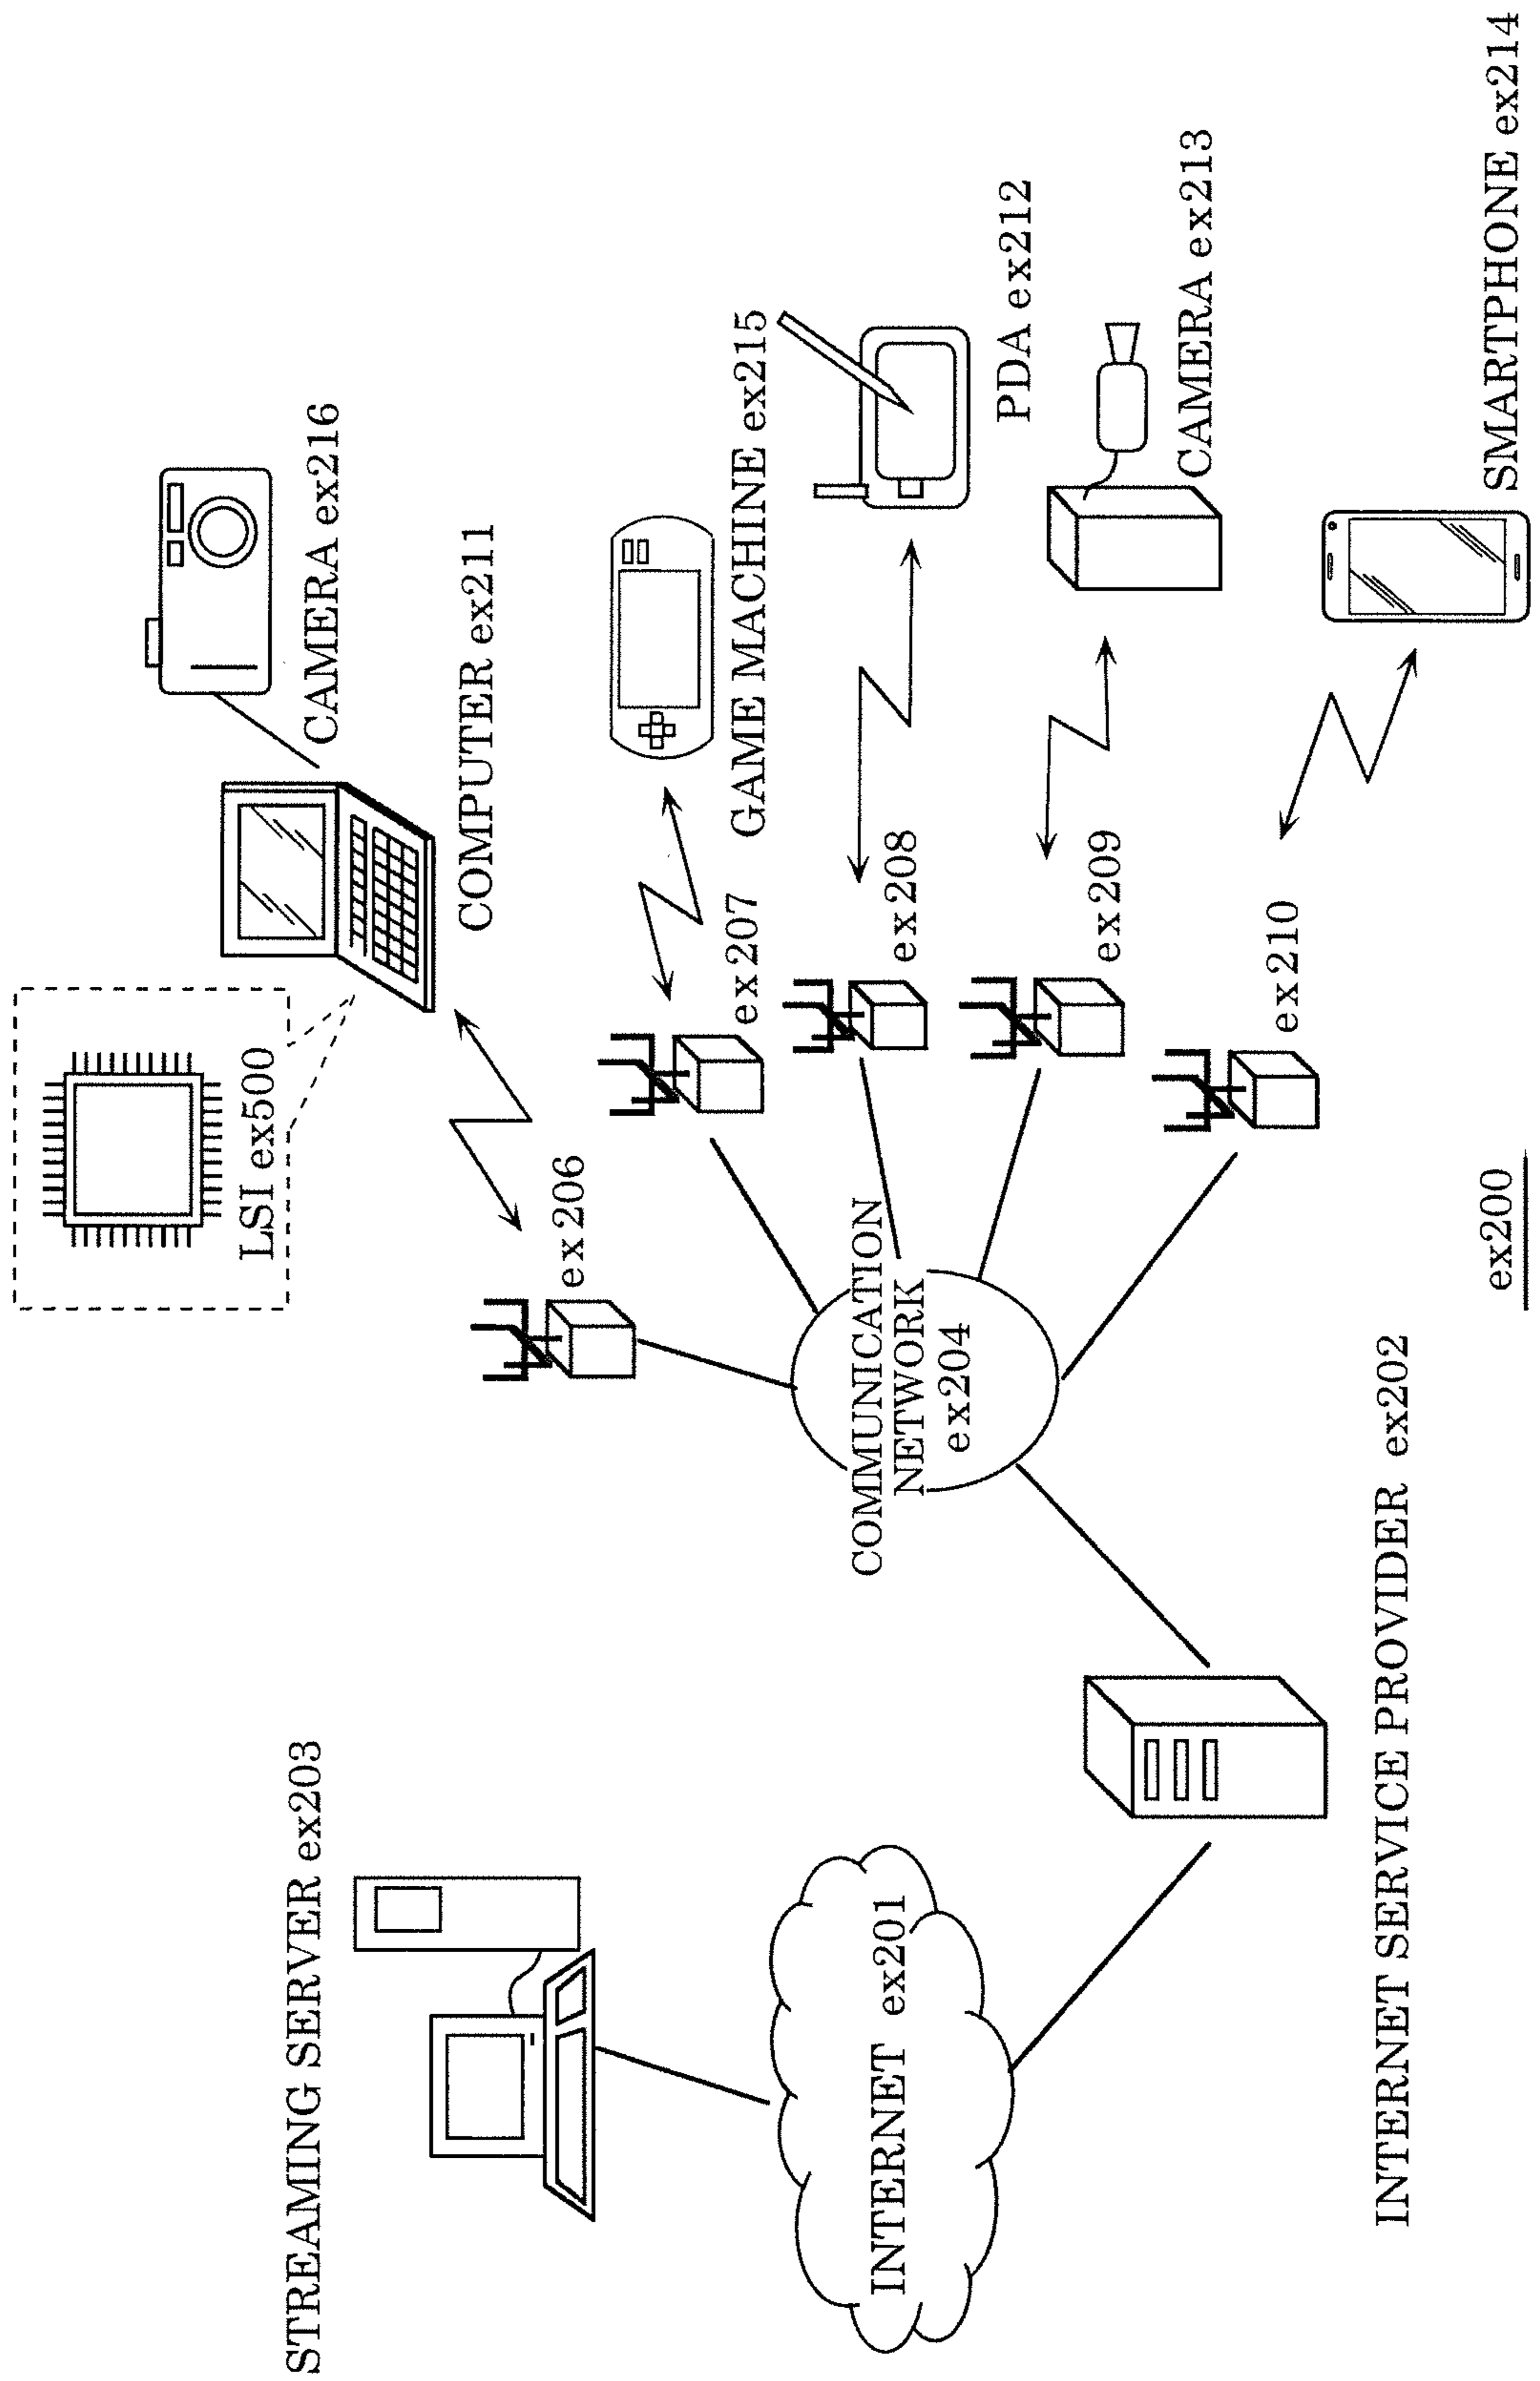 LSI ex500
CAMERA ex216
COMPUTER ex211
STREAMING SERVER ex203
ex206
ex207
GAME MACHINE ex215
INTERNET ex201
COMMUNICATION
NETWORK
ex204
ex208
PDA ex212
ex209
CAMERA ex213
ex210
INTERNET SERVICE PROVIDER ex202
SMARTPHONE ex214
ex200